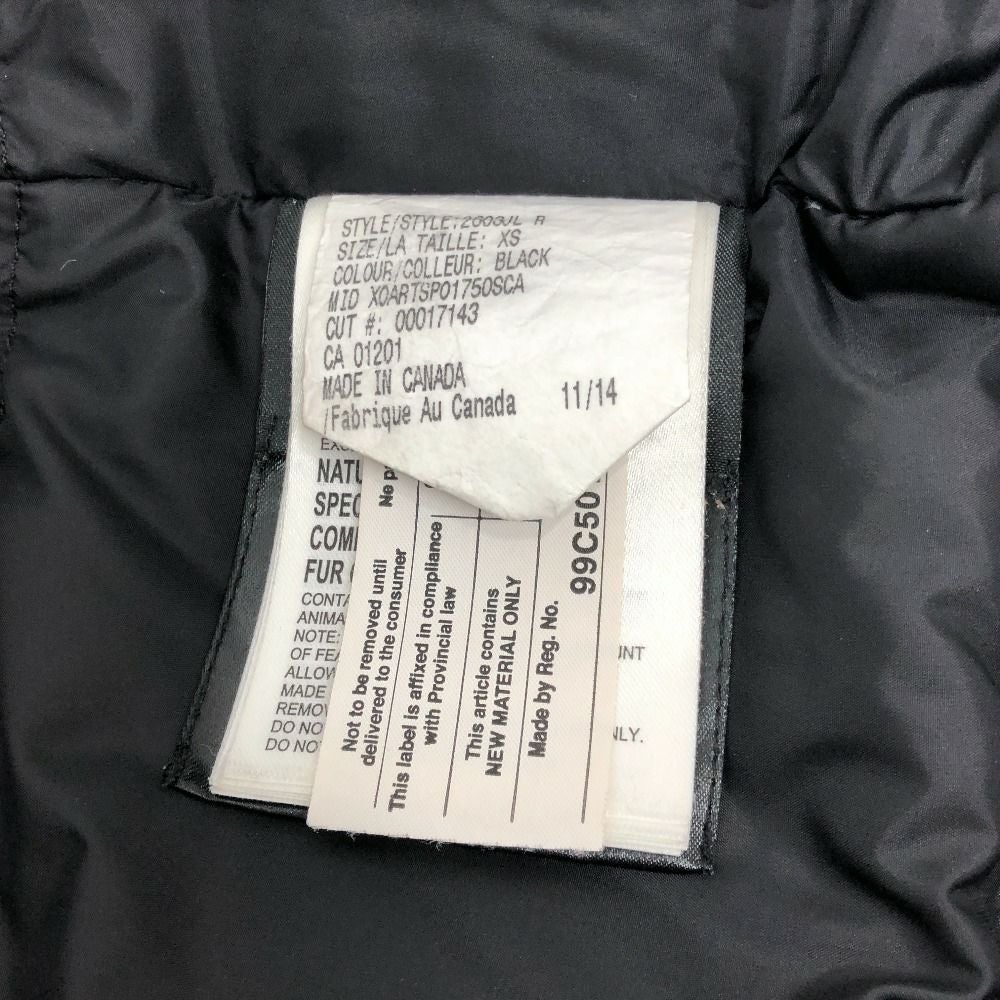 STYLE/STYLE:
SIZE/LA TAILLE: XS
COLOUR/COLLEUR: BLACK
MID XOARTSPO1750SCA
CUT #: 00017143
CA 01201
MADE IN CANADA
/Fabrique Au Canada 11/14
NATU
SPEC
COM
FUR
CONTA
ANIMA
NOTE:
OF FEA
ALLOW
MADE
REMOV
DO NO
DO NO
UNT
NLY.
Ne p
Not to be removed until
delivered to the consumer
This label is affixed in compliance
with Provincial law
This article contains
NEW MATERIAL ONLY
Made by Reg. No.
99C50